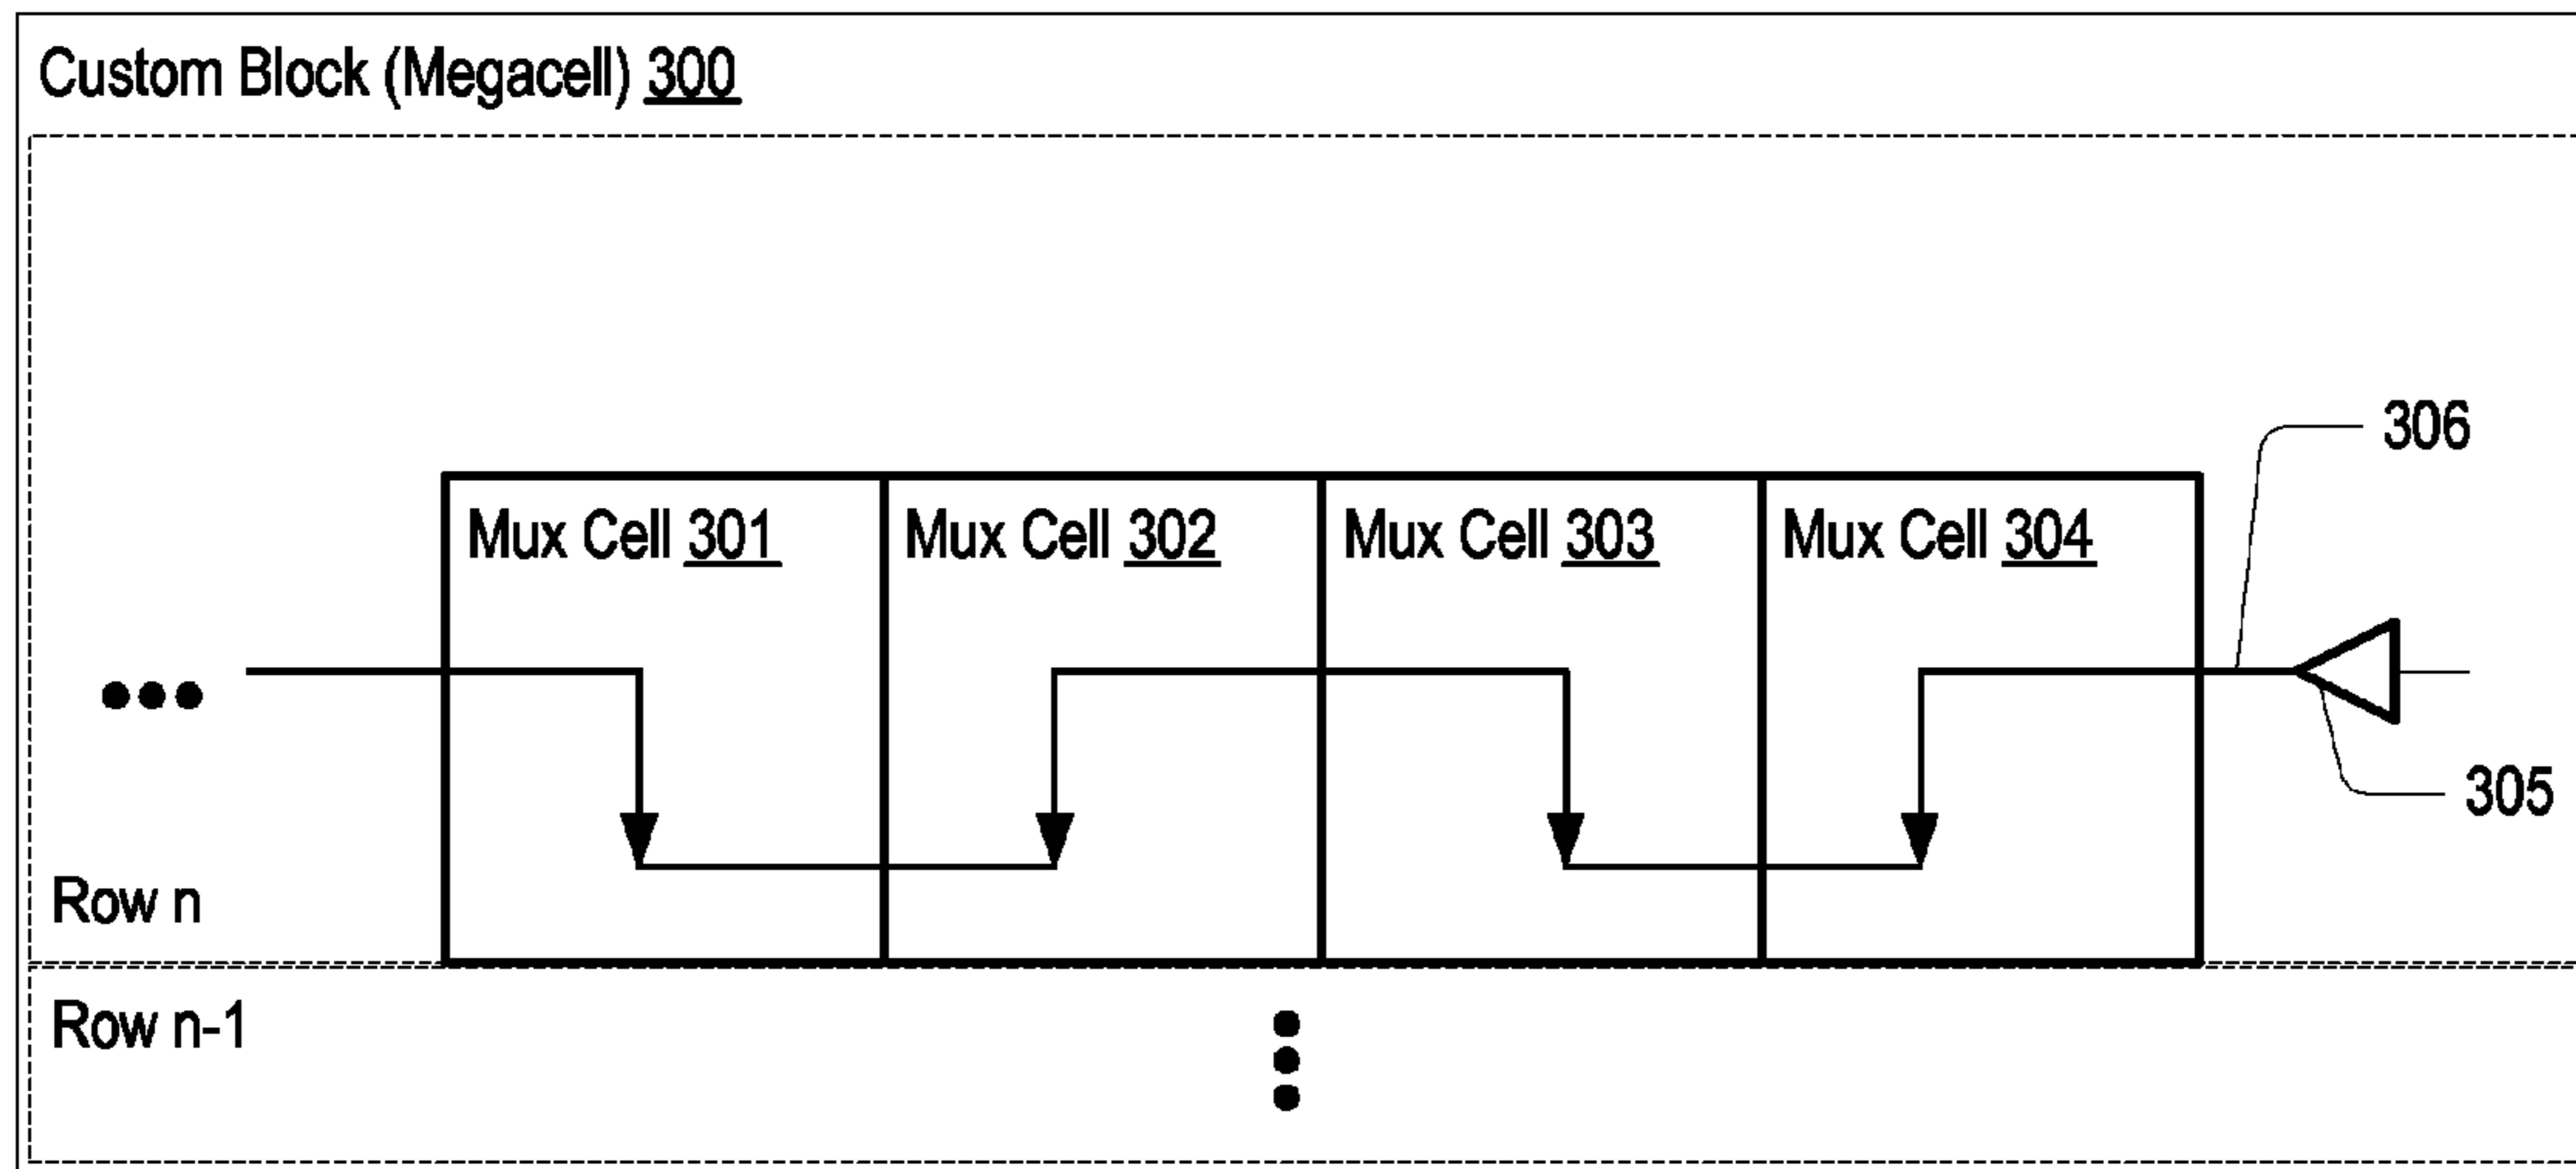 Custom Block (Megacell) 300
306
Mux Cell 301 Mux Cell 302 Mux Cell 303 Mux Cell 304
305
Row n
Row n-1